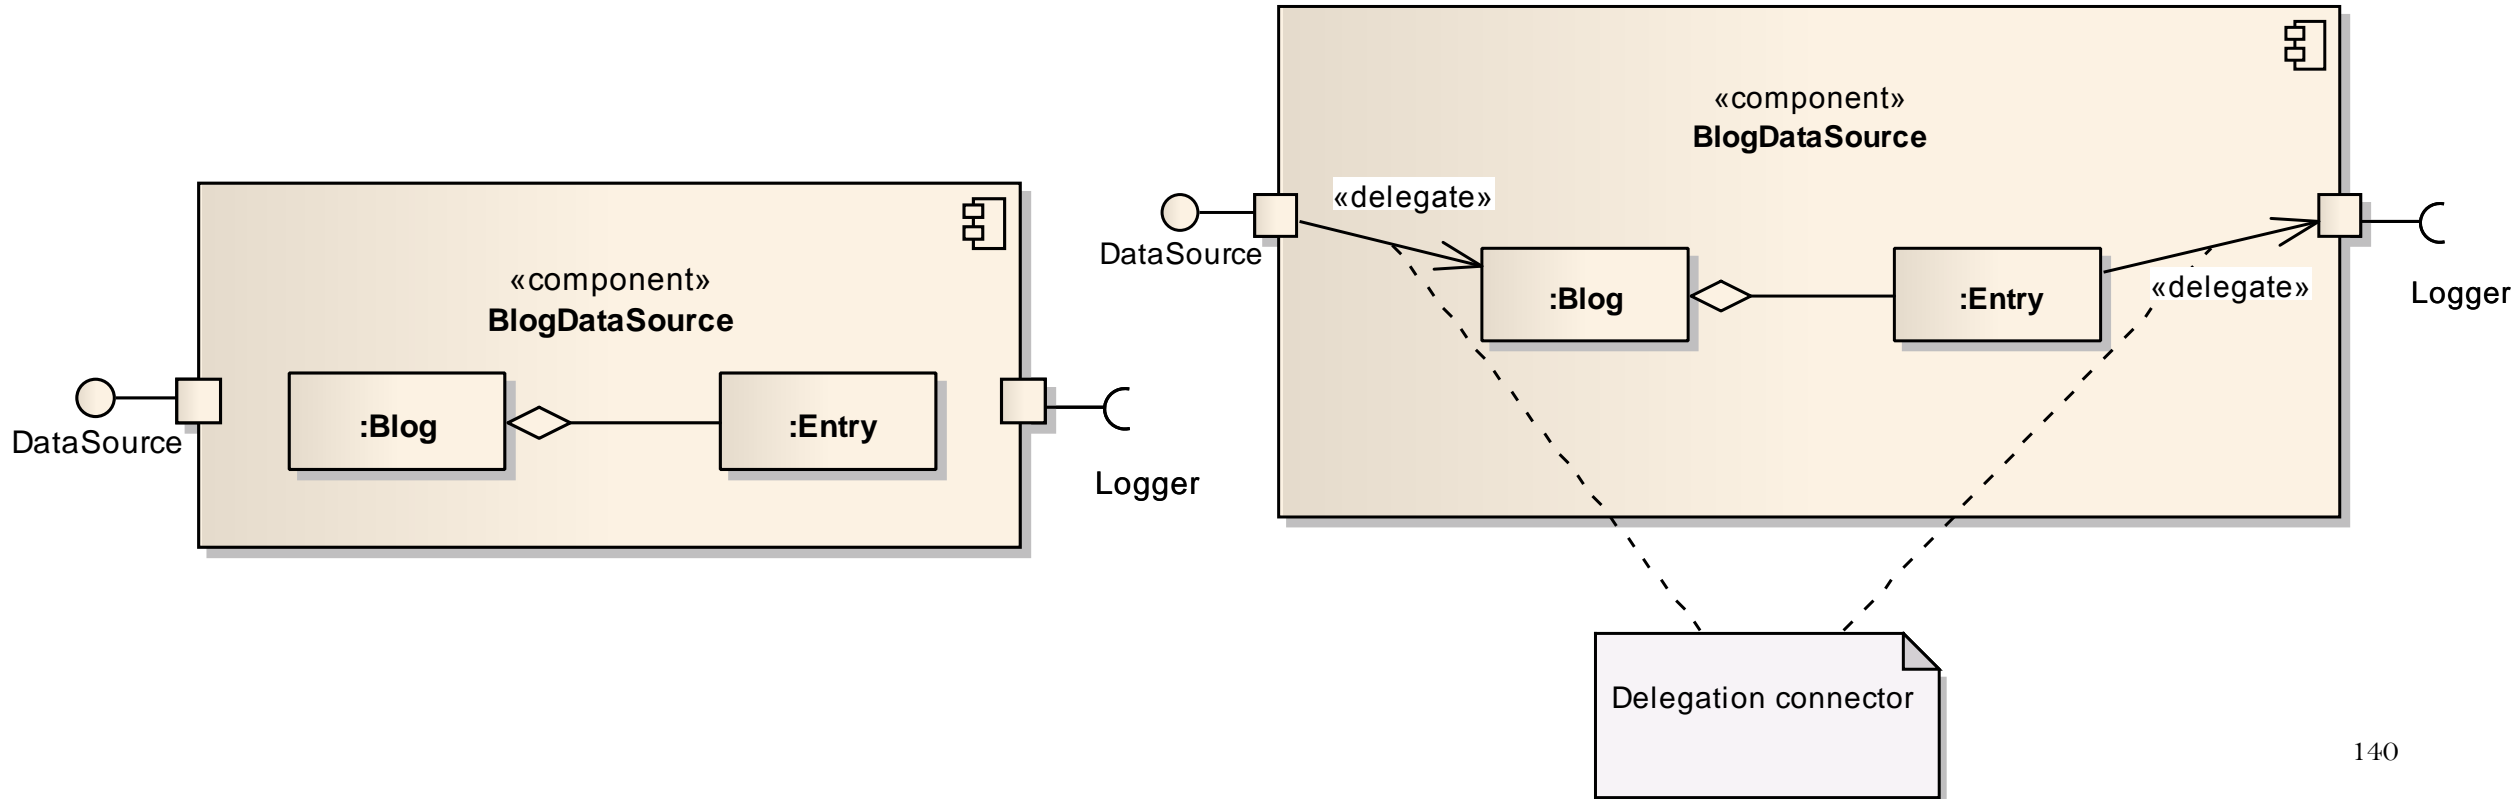 «component»
BlogDataSource
:Blog
:Entry
DataSource
Logger
«component»
BlogDataSource
«delegate»
DataSource
:Blog
:Entry
«delegate»
Logger
Delegation connector
140